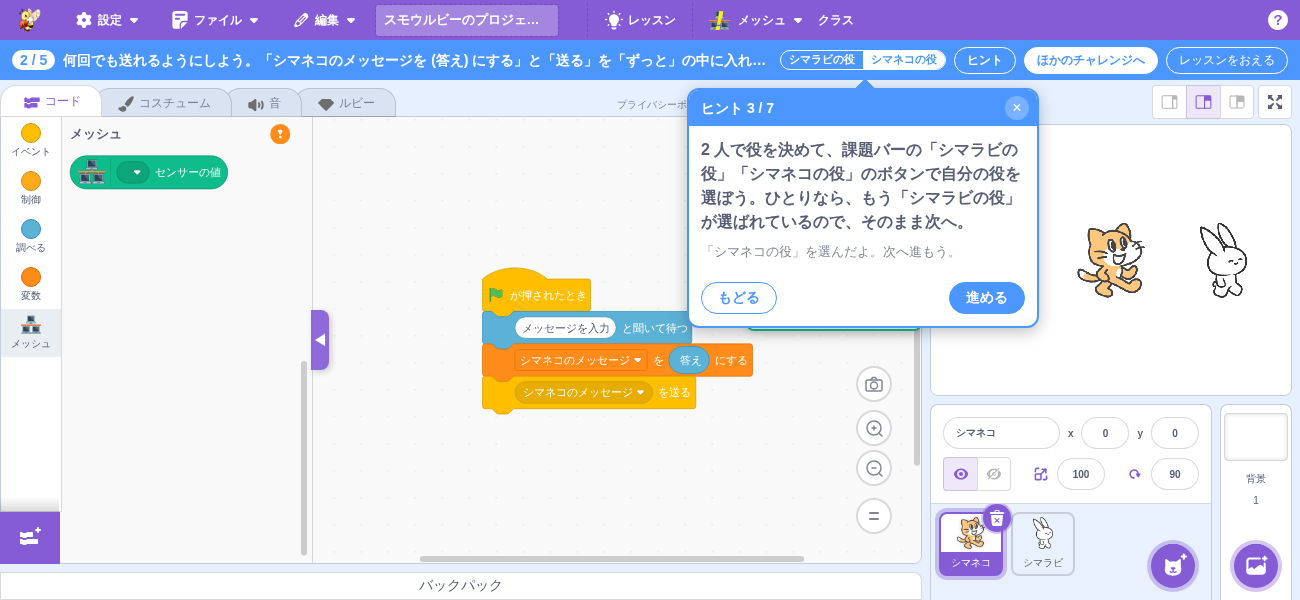 設定
ファイル
編集
スモウルビーのプロジェ…
レッスン
メッシュ
クラス
?
2 / 5
何回でも送れるようにしよう。「シマネコのメッセージを (答え) にする」と「送る」を「ずっと」の中に入れ…
シマラビの役
シマネコの役
ヒント
ほかのチャレンジへ
レッスンをおえる
コード
コスチューム
音
ルビー
プライバシーポ
イベント
制御
調べる
変数
メッシュ
メッシュ
センサーの値
が押されたとき
メッセージを入力 と聞いて待つ
シマネコのメッセージ を 答え にする
シマネコのメッセージ を送る
ヒント 3 / 7
×
2 人で役を決めて、課題バーの「シマラビの
役」「シマネコの役」のボタンで自分の役を
選ぼう。ひとりなら、もう「シマラビの役」
が選ばれているので、そのまま次へ。
「シマネコの役」を選んだよ。次へ進もう。
もどる
進める
シマネコ
x
0
y
0
100
90
シマネコ
シマラビ
背景
1
バックパック